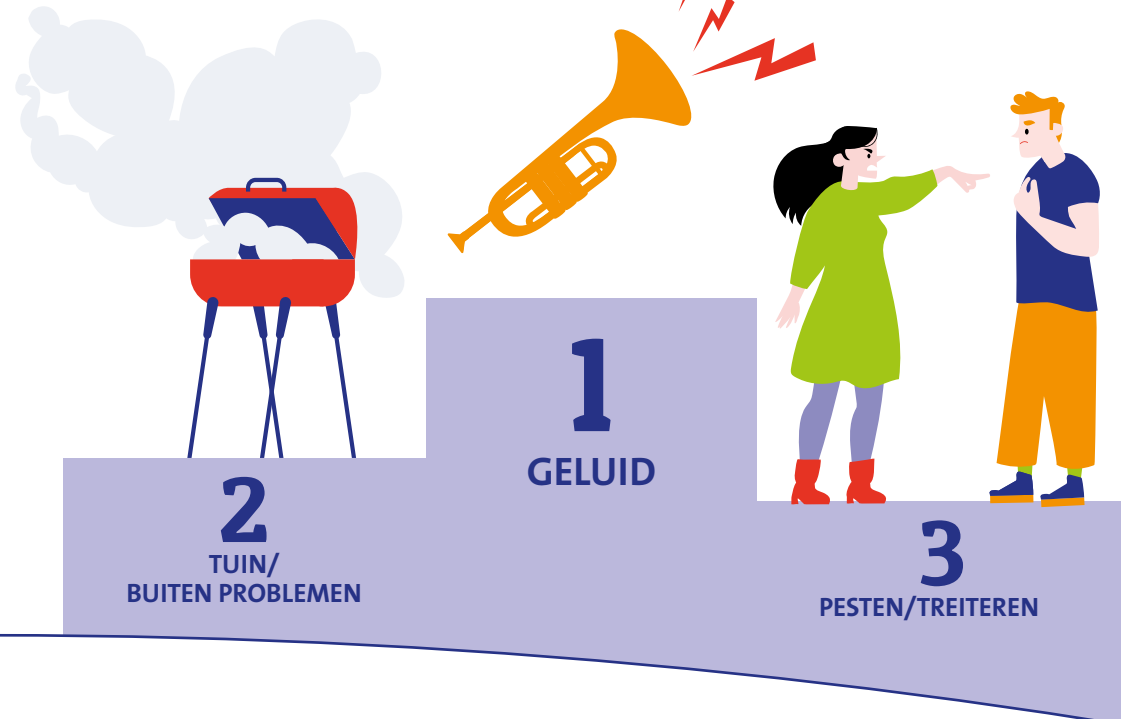 1
GELUID
2
TUIN/
BUITEN PROBLEMEN
3
PESTEN/TREITEREN